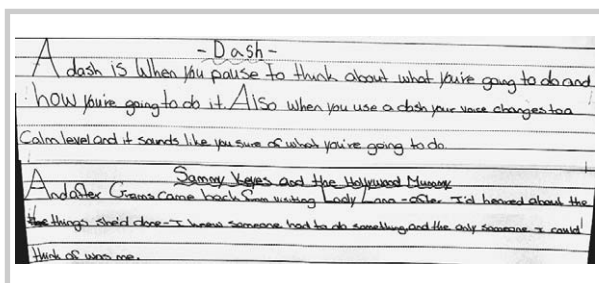 - Dash -
A dash is When you pause to think about what you're going to do and
how you're going to do it. Also when you use a dash your voice changes to a
Calm level and it sounds like you sure of what you're going to do.
Sammy Keyes and the Hollywood Mummy
And after Grams came back from visiting Lady Lana - after I'd heared about the
things she'd done - I knew someone had to do something, and the only someone I could
think of was me.